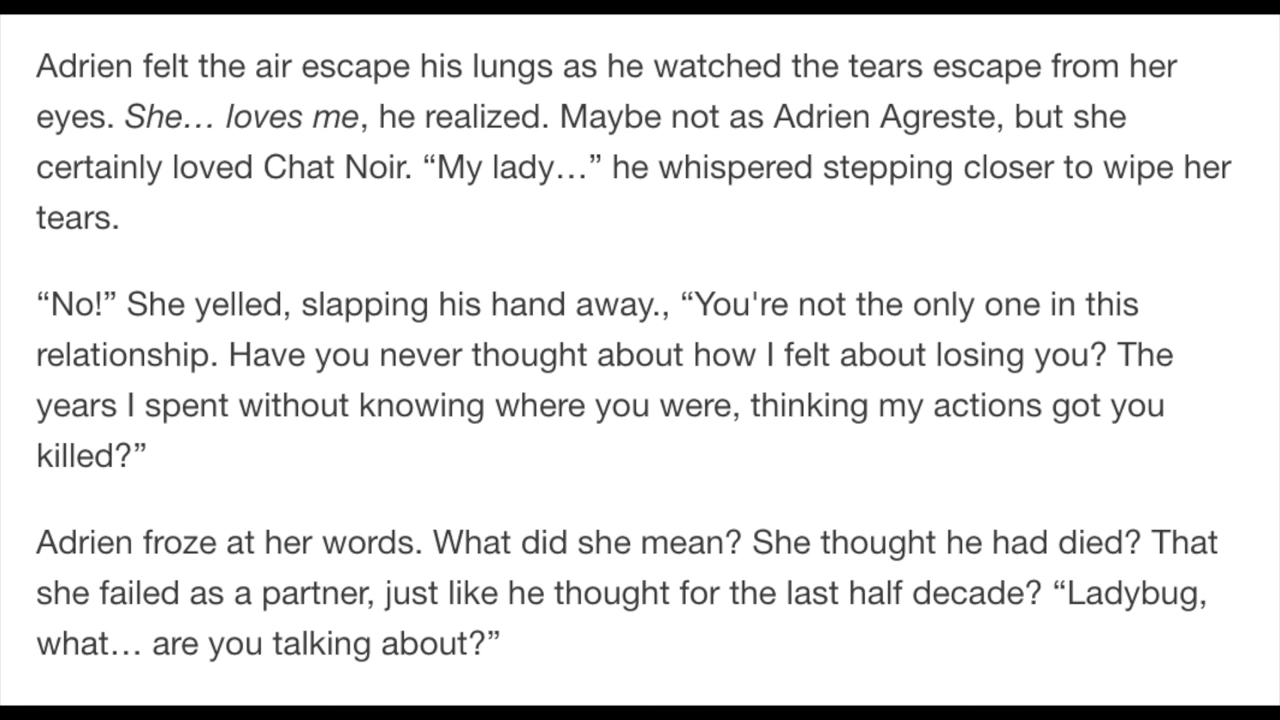 Adrien felt the air escape his lungs as he watched the tears escape from her
eyes. She… loves me, he realized. Maybe not as Adrien Agreste, but she
certainly loved Chat Noir. “My lady…” he whispered stepping closer to wipe her
tears.
“No!” She yelled, slapping his hand away., “You're not the only one in this
relationship. Have you never thought about how I felt about losing you? The
years I spent without knowing where you were, thinking my actions got you
killed?”
Adrien froze at her words. What did she mean? She thought he had died? That
she failed as a partner, just like he thought for the last half decade? “Ladybug,
what… are you talking about?”